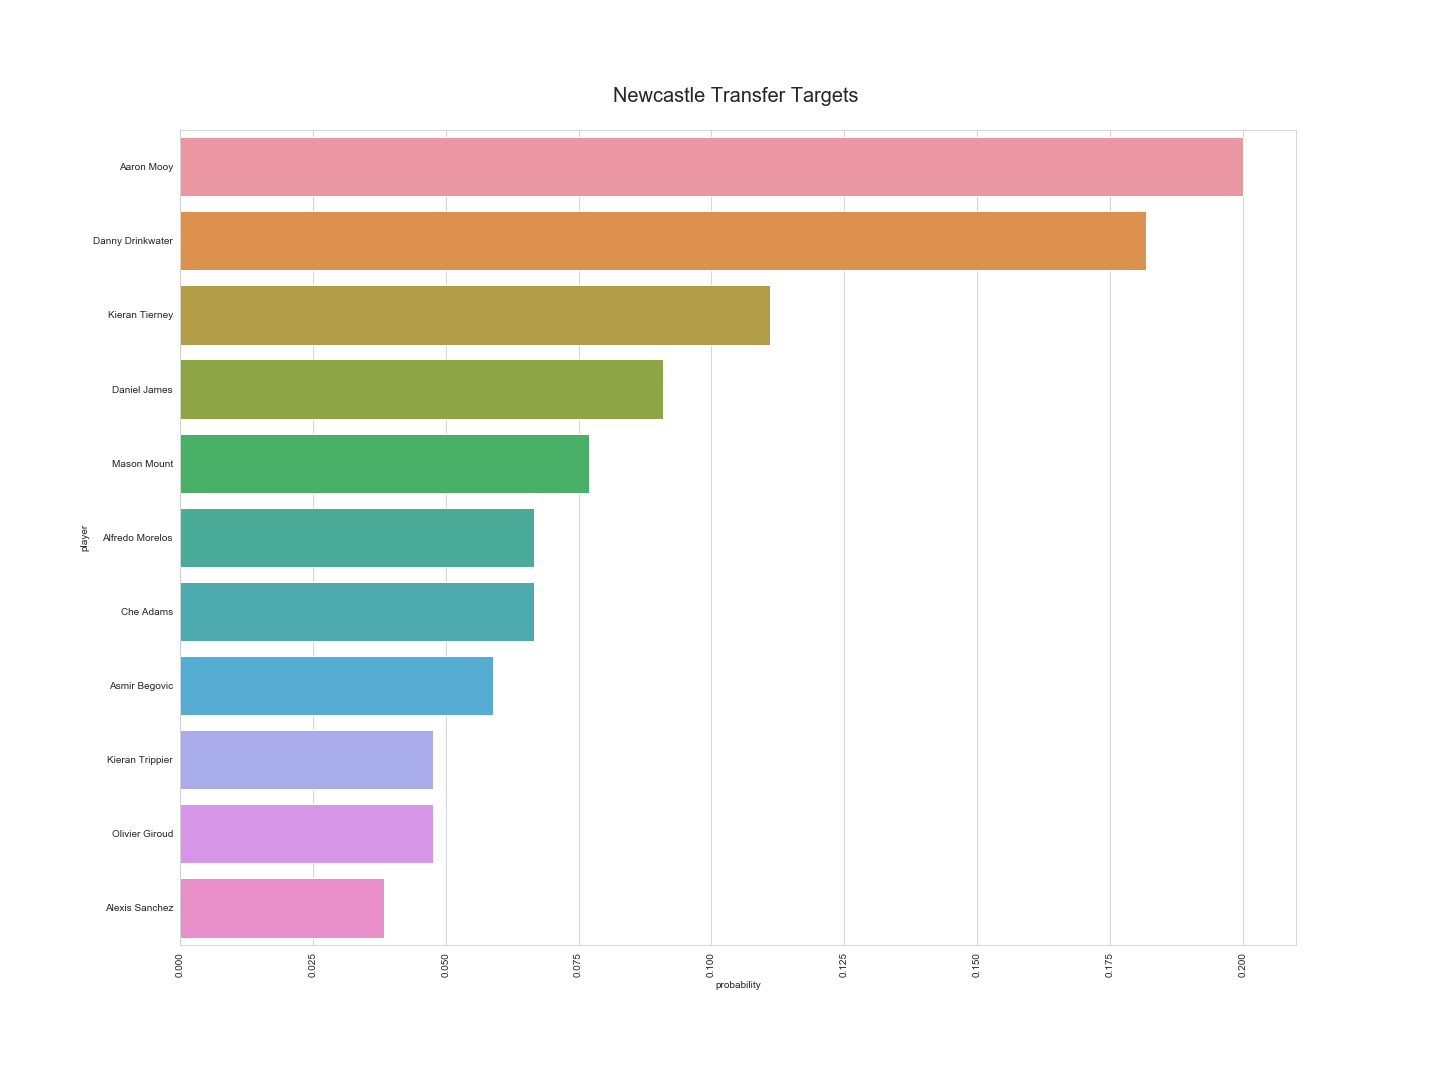 Newcastle Transfer Targets
player
Aaron Mooy
Danny Drinkwater
Kieran Tierney
Daniel James
Mason Mount
Alfredo Morelos
Che Adams
Asmir Begovic
Kieran Trippier
Olivier Giroud
Alexis Sanchez
0.000 0.025 0.050 0.075 0.100 0.125 0.150 0.175 0.200
probability